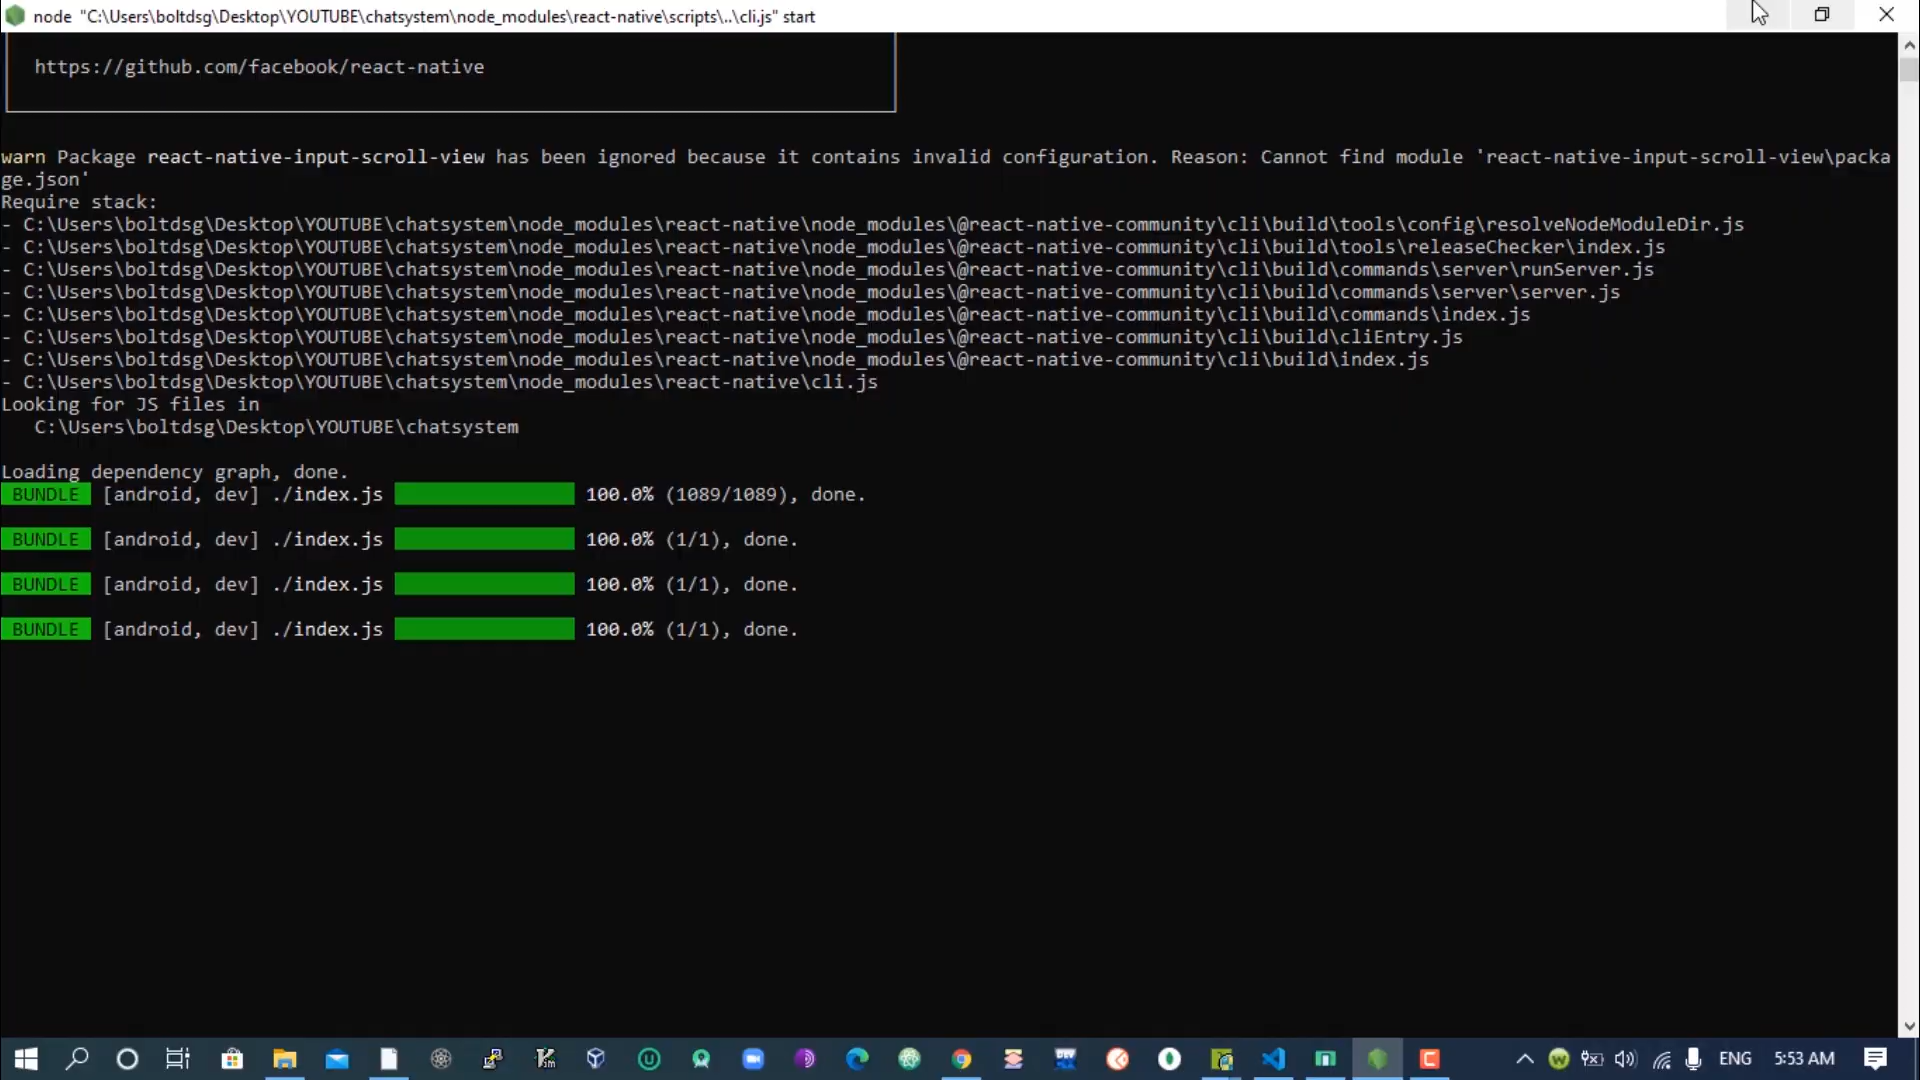 node "C:\Users\boltdsg\Desktop\YOUTUBE\chatsystem\node_modules\react-native\scripts\..\cli.js" start
https://github.com/facebook/react-native
warn Package react-native-input-scroll-view has been ignored because it contains invalid configuration. Reason: Cannot find module 'react-native-input-scroll-view\packa
ge.json'
Require stack:
- C:\Users\boltdsg\Desktop\YOUTUBE\chatsystem\node_modules\react-native\node_modules\@react-native-community\cli\build\tools\config\resolveNodeModuleDir.js
- C:\Users\boltdsg\Desktop\YOUTUBE\chatsystem\node_modules\react-native\node_modules\@react-native-community\cli\build\tools\releaseChecker\index.js
- C:\Users\boltdsg\Desktop\YOUTUBE\chatsystem\node_modules\react-native\node_modules\@react-native-community\cli\build\commands\server\runServer.js
- C:\Users\boltdsg\Desktop\YOUTUBE\chatsystem\node_modules\react-native\node_modules\@react-native-community\cli\build\commands\server\server.js
- C:\Users\boltdsg\Desktop\YOUTUBE\chatsystem\node_modules\react-native\node_modules\@react-native-community\cli\build\commands\index.js
- C:\Users\boltdsg\Desktop\YOUTUBE\chatsystem\node_modules\react-native\node_modules\@react-native-community\cli\build\cliEntry.js
- C:\Users\boltdsg\Desktop\YOUTUBE\chatsystem\node_modules\react-native\node_modules\@react-native-community\cli\build\index.js
- C:\Users\boltdsg\Desktop\YOUTUBE\chatsystem\node_modules\react-native\cli.js
Looking for JS files in
C:\Users\boltdsg\Desktop\YOUTUBE\chatsystem
Loading dependency graph, done.
BUNDLE [android, dev] ./index.js 100.0% (1089/1089), done.
BUNDLE [android, dev] ./index.js 100.0% (1/1), done.
BUNDLE [android, dev] ./index.js 100.0% (1/1), done.
BUNDLE [android, dev] ./index.js 100.0% (1/1), done.
ENG 5:53 AM